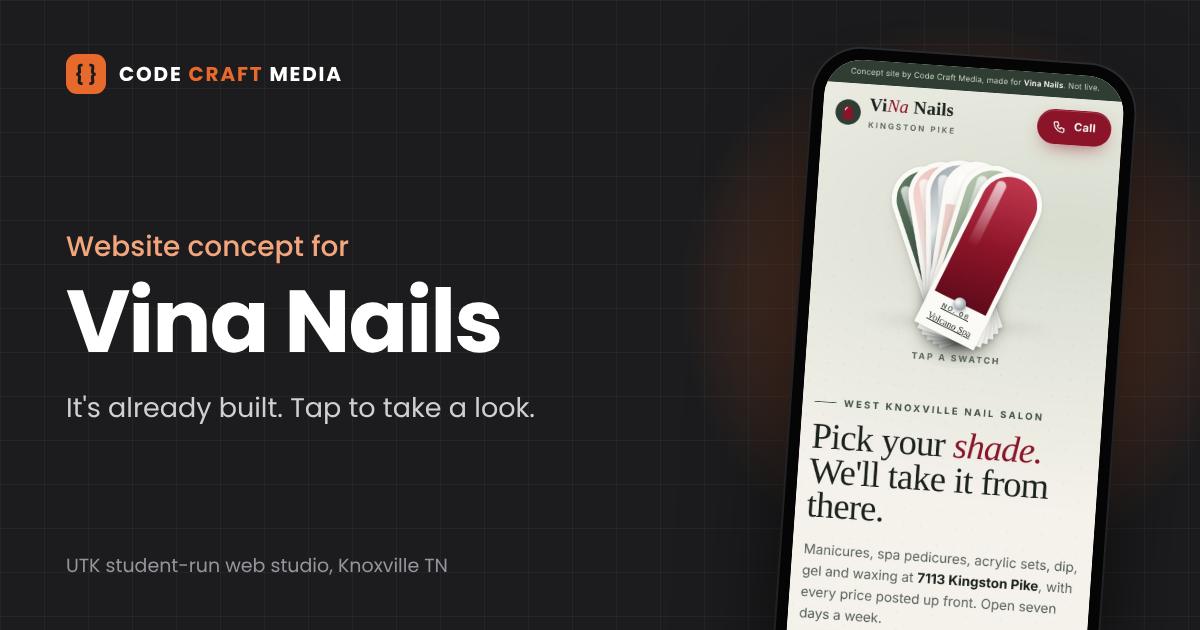 { }
CODE CRAFT MEDIA
Website concept for
Vina Nails
It's already built. Tap to take a look.
UTK student-run web studio, Knoxville TN
Concept site by Code Craft Media, made for Vina Nails. Not live.
ViNa Nails
KINGSTON PIKE
Call
NO. 08
Volcano Spa
TAP A SWATCH
WEST KNOXVILLE NAIL SALON
Pick your shade.
We'll take it from
there.
Manicures, spa pedicures, acrylic sets, dip,
gel and waxing at 7113 Kingston Pike, with
every price posted up front. Open seven
days a week.